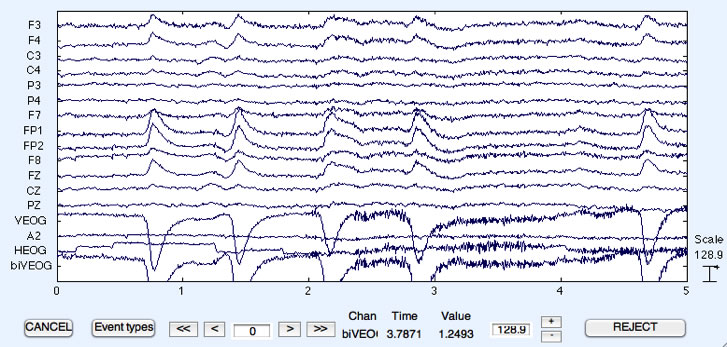 F3
F4
C3
C4
P3
P4
F7
FP1
FP2
F8
FZ
CZ
PZ
VEOG
A2
HEOG
biVEOG
Scale
128.9
0 1 2 3 4 5
Chan Time Value
CANCEL Event types << < 0 > >> biVEO 3.7871 1.2493 128.9 + - REJECT